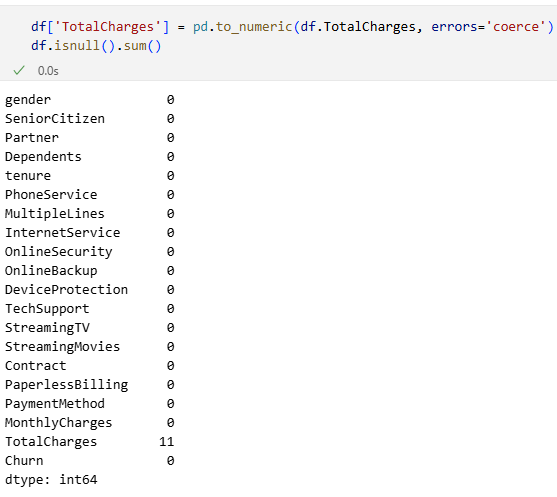 df['TotalCharges'] = pd.to_numeric(df.TotalCharges, errors='coerce')
df.isnull().sum()
0.0s
gender 0
SeniorCitizen 0
Partner 0
Dependents 0
tenure 0
PhoneService 0
MultipleLines 0
InternetService 0
OnlineSecurity 0
OnlineBackup 0
DeviceProtection 0
TechSupport 0
StreamingTV 0
StreamingMovies 0
Contract 0
PaperlessBilling 0
PaymentMethod 0
MonthlyCharges 0
TotalCharges 11
Churn 0
dtype: int64